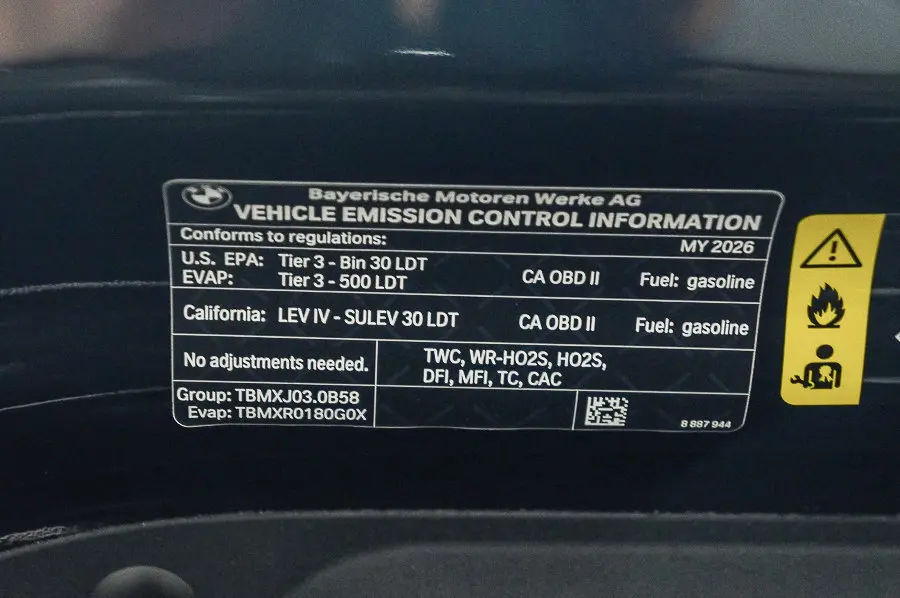 Bayerische Motoren Werke AG
VEHICLE EMISSION CONTROL INFORMATION
Conforms to regulations: MY 2026
U.S. EPA: Tier 3 - Bin 30 LDT
EVAP: Tier 3 - 500 LDT CA OBD II Fuel: gasoline
California: LEV IV - SULEV 30 LDT CA OBD II Fuel: gasoline
No adjustments needed.
TWC, WR-HO2S, HO2S,
DFI, MFI, TC, CAC
Group: TBMXJ03.0B58
Evap: TBMXR0180G0X
8 887 944